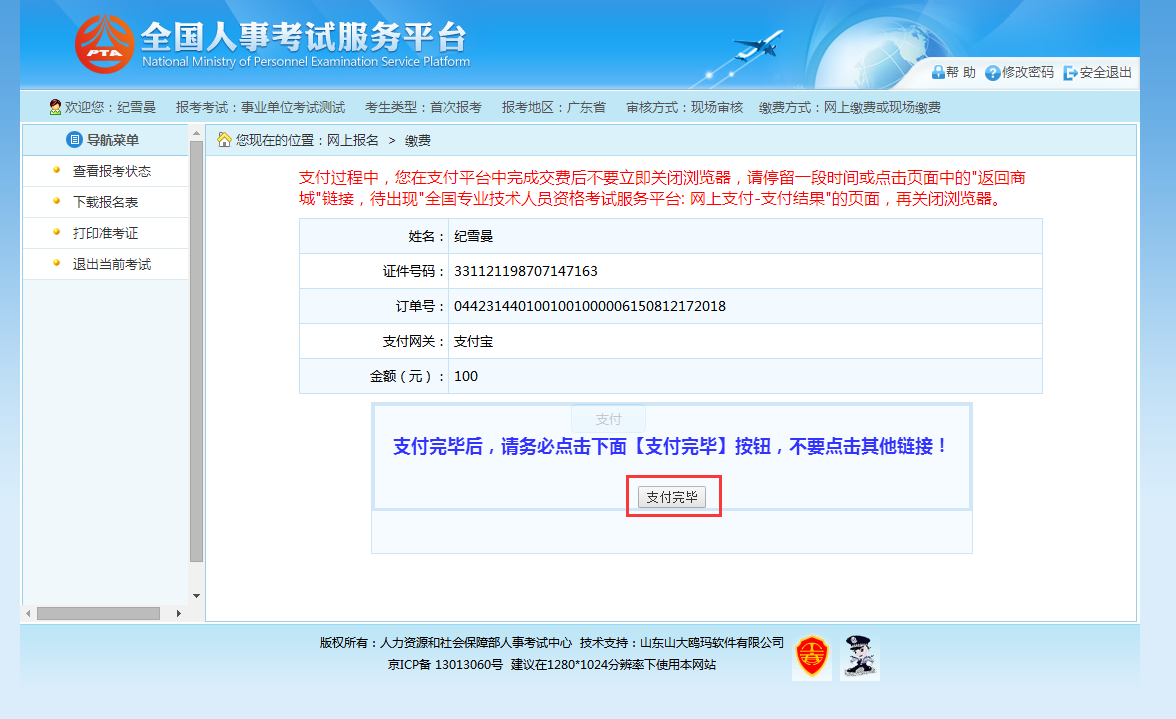 PTA
全国人事考试服务平台
National Ministry of Personnel Examination Service Platform
帮 助 修改密码 安全退出
欢迎您：纪雪曼 报考考试：事业单位考试测试 考生类型：首次报考 报考地区：广东省 审核方式：现场审核 缴费方式：网上缴费或现场缴费
导航菜单
查看报考状态
下载报名表
打印准考证
退出当前考试
您现在的位置：网上报名 > 缴费
支付过程中，您在支付平台中完成交费后不要立即关闭浏览器，请停留一段时间或点击页面中的"返回商
城"链接，待出现"全国专业技术人员资格考试服务平台: 网上支付-支付结果"的页面，再关闭浏览器。
姓名： 纪雪曼
证件号码： 331121198707147163
订单号： 0442314401001001000006150812172018
支付网关： 支付宝
金额（元）： 100
支付
支付完毕后，请务必点击下面【支付完毕】按钮，不要点击其他链接！
支付完毕
版权所有：人力资源和社会保障部人事考试中心 技术支持：山东山大鸥玛软件有限公司
京ICP备 13013060号 建议在1280*1024分辨率下使用本网站